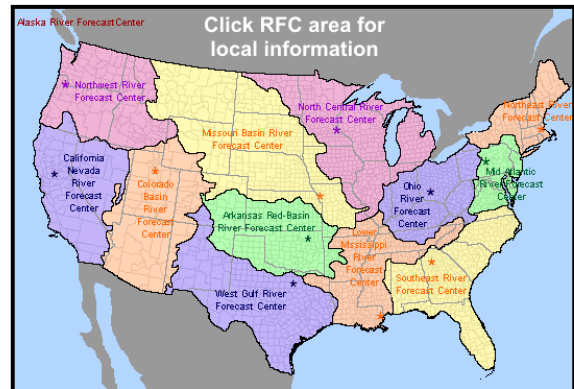 Alaska River Forecast Center
Click RFC area for
local information
Northwest River
Forecast Center
North Central River
Forecast Center
Northeast River
Forecast Center
Missouri Basin River
Forecast Center
California
Nevada
River
Forecast
Center
Colorado
Basin
River
Forecast
Center
Ohio
River
Forecast
Center
Mid-Atlantic
River Forecast
Center
Arkansas Red-Basin
River Forecast Center
Lower
Mississippi
River
Forecast
Center
Southeast River
Forecast Center
West Gulf River
Forecast Center